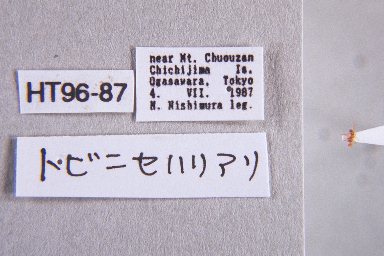 HT96-87
near Mt. Chuouzan
Chichijima Is.
Ogasawara, Tokyo
4. VII. 1987
N. Nishimura leg.
トビニセハリアリ